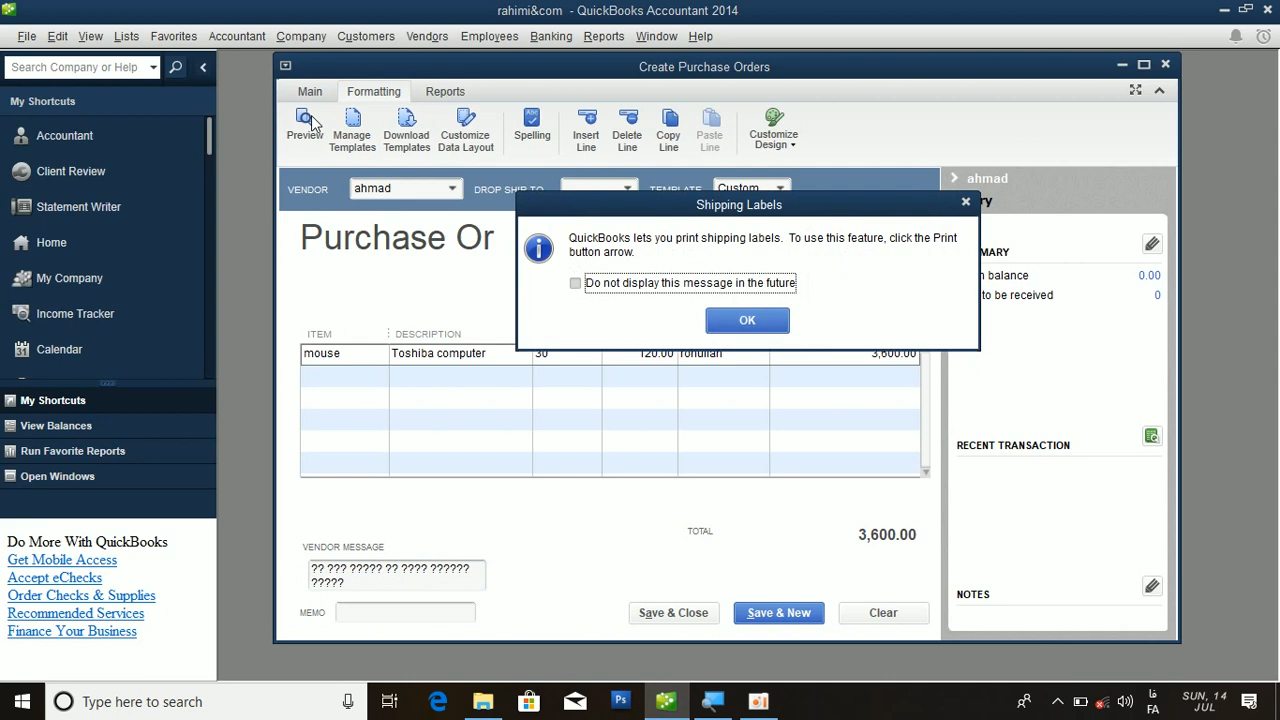 rahimi&com - QuickBooks Accountant 2014
File Edit View Lists Favorites Accountant Company Customers Vendors Employees Banking Reports Window Help
Search Company or Help
My Shortcuts
Accountant
Client Review
Statement Writer
Home
My Company
Income Tracker
Calendar
My Shortcuts
View Balances
Run Favorite Reports
Open Windows
Do More With QuickBooks
Get Mobile Access
Accept eChecks
Order Checks & Supplies
Recommended Services
Finance Your Business
Create Purchase Orders
Main Formatting Reports
Preview
Manage Templates
Download Templates
Customize Data Layout
Spelling
Insert Line
Delete Line
Copy Line
Paste Line
Customize Design
VENDOR ahmad DROP SHIP TO TEMPLATE Custom
Purchase Or
Shipping Labels
QuickBooks lets you print shipping labels. To use this feature, click the Print
button arrow.
Do not display this message in the future
OK
ITEM DESCRIPTION
mouse Toshiba computer 30 120.00 3,600.00
TOTAL 3,600.00
VENDOR MESSAGE
?? ??? ????? ?? ???? ??????
?????
MEMO
Save & Close Save & New Clear
ahmad
ry
MMARY
n balance 0.00
to be received 0
RECENT TRANSACTION
NOTES
Type here to search
Ps
فا
FA
SUN, 14
JUL